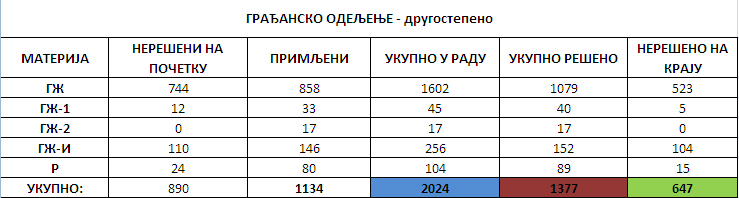 ГРАЂАНСКО ОДЕЉЕЊЕ - другостепено
МАТЕРИЈА НЕРЕШЕНИ НА ПОЧЕТКУ ПРИМЉЕНИ УКУПНО У РАДУ УКУПНО РЕШЕНО НЕРЕШЕНО НА КРАЈУ
ГЖ 744 858 1602 1079 523
ГЖ-1 12 33 45 40 5
ГЖ-2 0 17 17 17 0
ГЖ-И 110 146 256 152 104
Р 24 80 104 89 15
УКУПНО: 890 1134 2024 1377 647